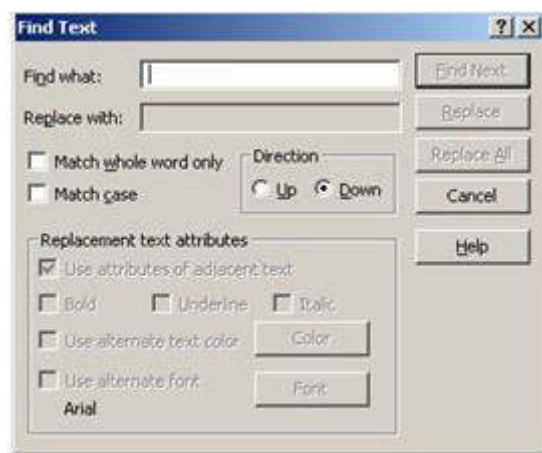 Find Text
Find what:
Find Next
Replace with:
Replace
Match whole word only
Direction
Replace All
Match case
Up
Down
Cancel
Replacement text attributes
Help
Use attributes of adjacent text
Bold
Underline
Italic
Use alternate text color
Color
Use alternate font
Font
Arial